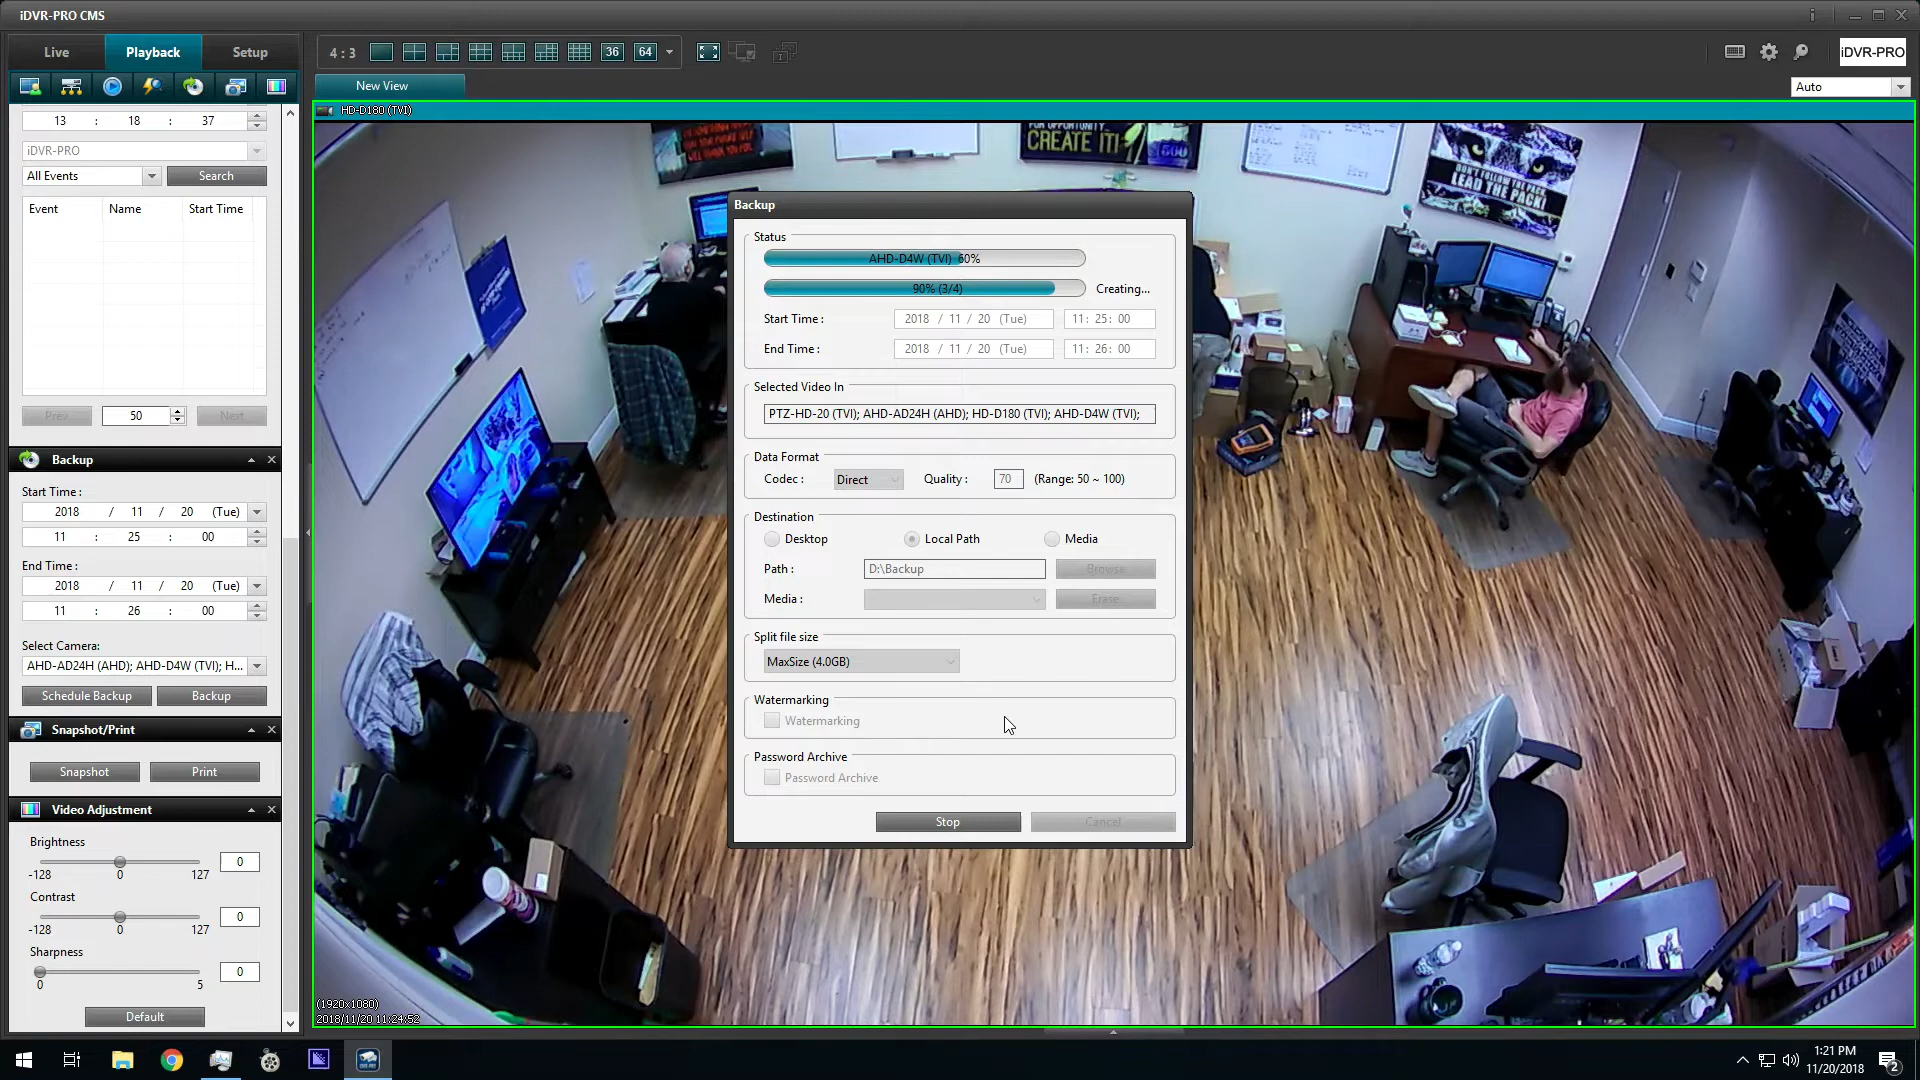 iDVR-PRO CMS
Live Playback Setup
4 : 3 36 64
iDVR-PRO
New View
Auto
HD-D180 (TVI)
13 : 18 : 37
iDVR-PRO
All Events Search
Event Name Start Time
Prev 50 Next
Backup
Start Time :
2018 / 11 / 20 (Tue)
11 : 25 : 00
End Time :
2018 / 11 / 20 (Tue)
11 : 26 : 00
Select Camera:
AHD-AD24H (AHD); AHD-D4W (TVI); H...
Schedule Backup Backup
Snapshot/Print
Snapshot Print
Video Adjustment
Brightness
0
-128 0 127
Contrast
0
-128 0 127
Sharpness
0
0 5
Default
FOR OPPORTUNITY
CREATE IT!
DON'T FOLLOW THE PACK
LEAD THE PACK!
Backup
Status
AHD-D4W (TVI) 60%
90% (3/4) Creating...
Start Time : 2018 / 11 / 20 (Tue) 11: 25: 00
End Time : 2018 / 11 / 20 (Tue) 11: 26: 00
Selected Video In
PTZ-HD-20 (TVI); AHD-AD24H (AHD); HD-D180 (TVI); AHD-D4W (TVI);
Data Format
Codec : Direct Quality : 70 (Range: 50 ~ 100)
Destination
Desktop Local Path Media
Path : D:\Backup Browse
Media : Erase
Split file size
MaxSize (4.0GB)
Watermarking
Watermarking
Password Archive
Password Archive
Stop Cancel
(1920x1080)
2018/11/20 11:24:52
1:21 PM
11/20/2018
2